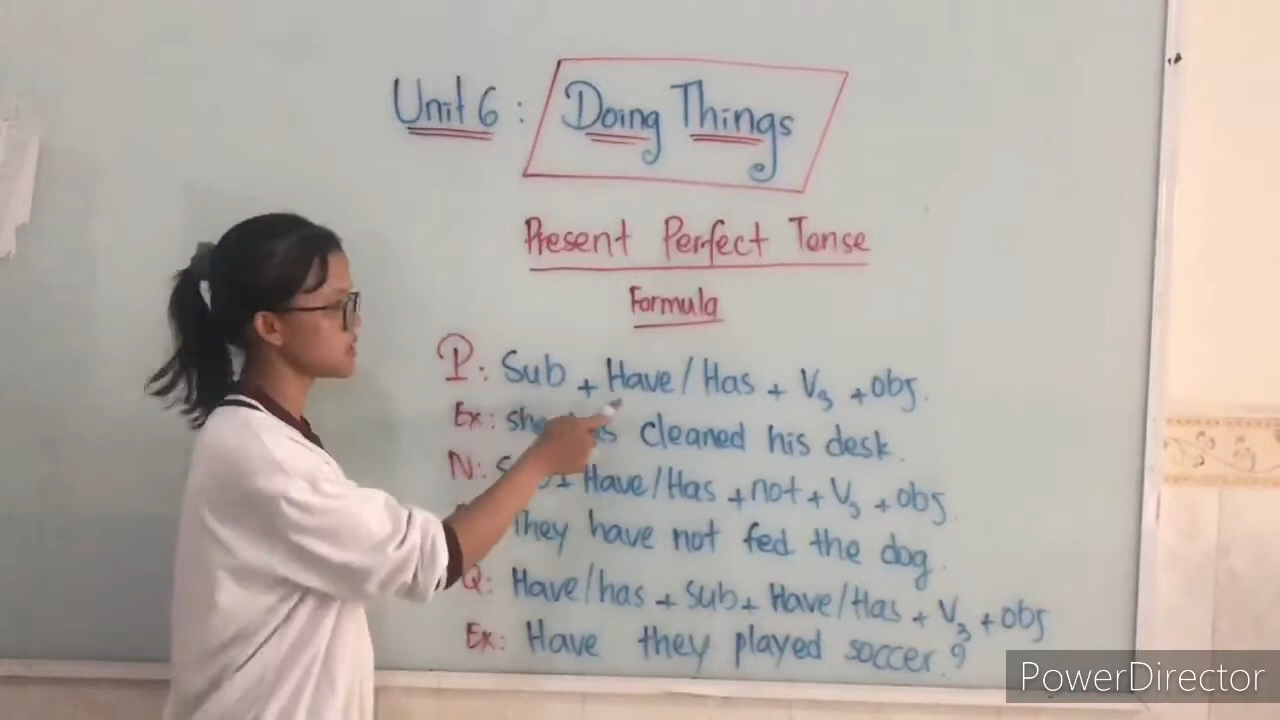 Unit 6 : Doing Things
Present Perfect Tense
Formula
P: Sub + Have/Has + V3 + obj.
Ex: cleaned his desk.
N: + Have/Has + not + V3 + obj.
They have not fed the dog.
Q: Have/has + Sub + Have/Has + V3 + obj
Ex: Have they played soccer?
PowerDirector